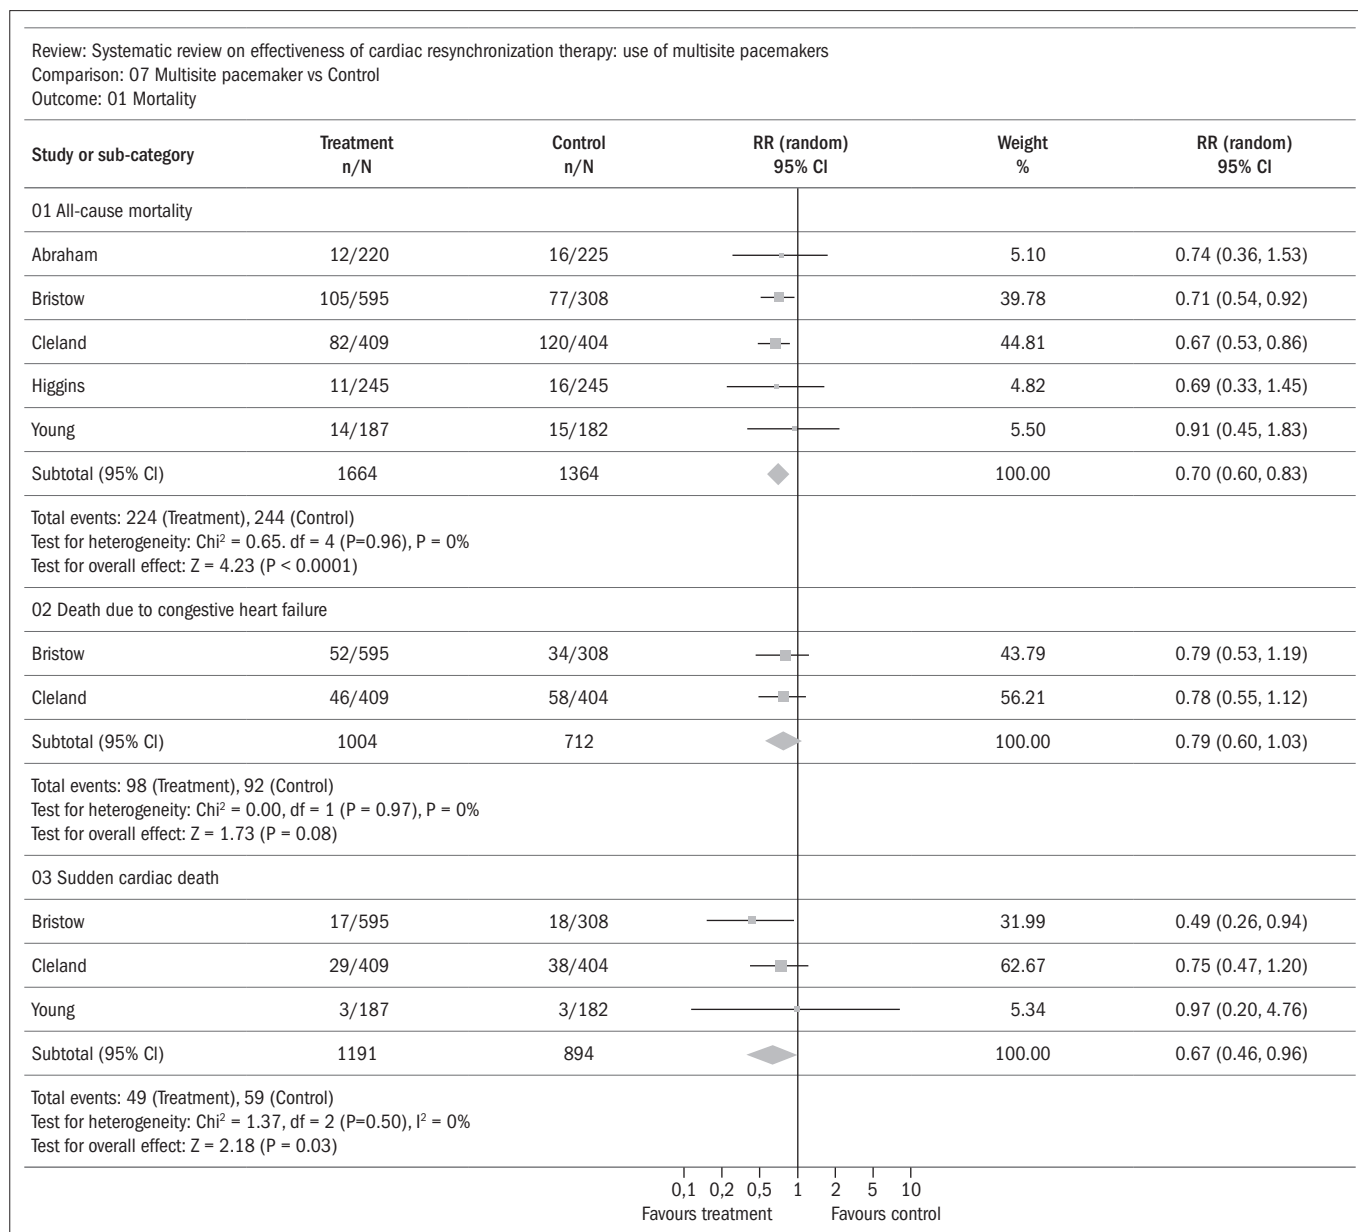 Review: Systematic review on effectiveness of cardiac resynchronization therapy: use of multisite pacemakers
Comparison: 07 Multisite pacemaker vs Control
Outcome: 01 Mortality
Study or sub-category Treatment n/N Control n/N RR (random) 95% CI Weight % RR (random) 95% CI
01 All-cause mortality
Abraham 12/220 16/225 5.10 0.74 (0.36, 1.53)
Bristow 105/595 77/308 39.78 0.71 (0.54, 0.92)
Cleland 82/409 120/404 44.81 0.67 (0.53, 0.86)
Higgins 11/245 16/245 4.82 0.69 (0.33, 1.45)
Young 14/187 15/182 5.50 0.91 (0.45, 1.83)
Subtotal (95% CI) 1664 1364 100.00 0.70 (0.60, 0.83)
Total events: 224 (Treatment), 244 (Control)
Test for heterogeneity: Chi² = 0.65. df = 4 (P=0.96), P = 0%
Test for overall effect: Z = 4.23 (P < 0.0001)
02 Death due to congestive heart failure
Bristow 52/595 34/308 43.79 0.79 (0.53, 1.19)
Cleland 46/409 58/404 56.21 0.78 (0.55, 1.12)
Subtotal (95% CI) 1004 712 100.00 0.79 (0.60, 1.03)
Total events: 98 (Treatment), 92 (Control)
Test for heterogeneity: Chi² = 0.00, df = 1 (P = 0.97), P = 0%
Test for overall effect: Z = 1.73 (P = 0.08)
03 Sudden cardiac death
Bristow 17/595 18/308 31.99 0.49 (0.26, 0.94)
Cleland 29/409 38/404 62.67 0.75 (0.47, 1.20)
Young 3/187 3/182 5.34 0.97 (0.20, 4.76)
Subtotal (95% CI) 1191 894 100.00 0.67 (0.46, 0.96)
Total events: 49 (Treatment), 59 (Control)
Test for heterogeneity: Chi² = 1.37, df = 2 (P=0.50), I² = 0%
Test for overall effect: Z = 2.18 (P = 0.03)
0,1 0,2 0,5 1 2 5 10
Favours treatment Favours control